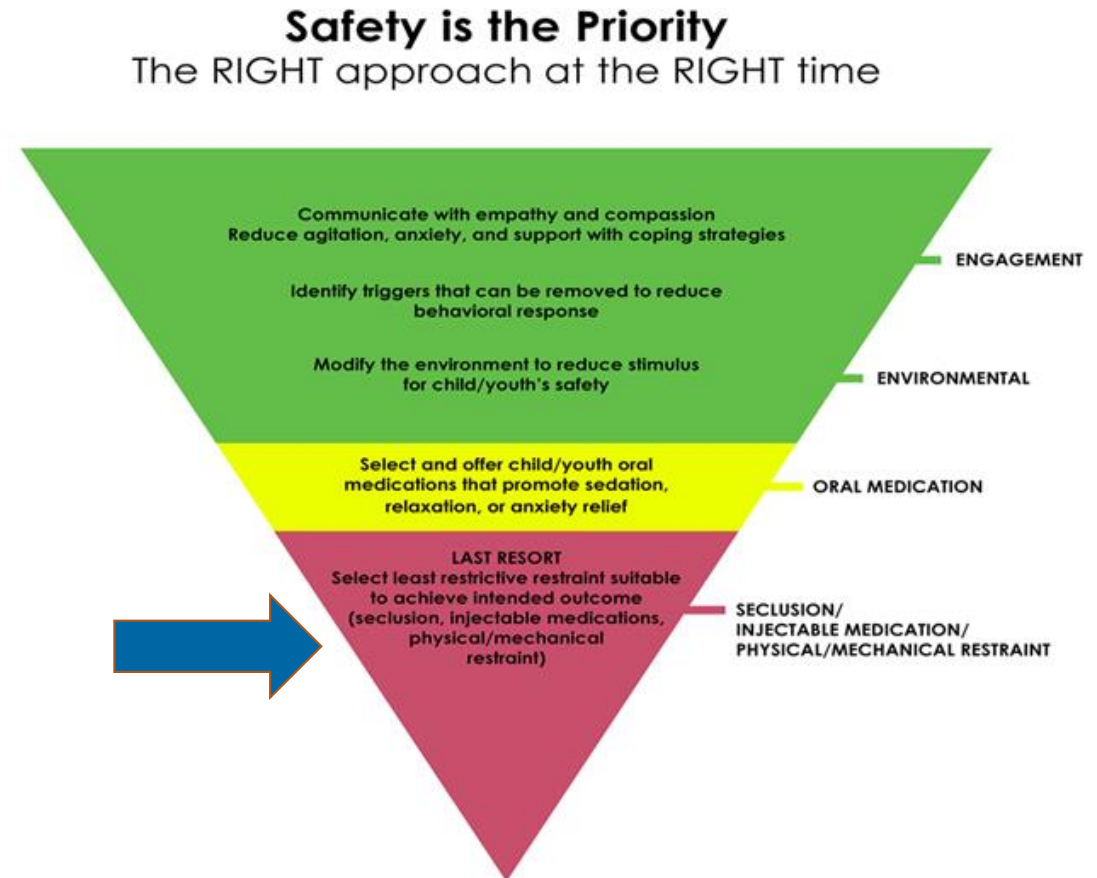 Safety is the Priority
The RIGHT approach at the RIGHT time
Communicate with empathy and compassion
Reduce agitation, anxiety, and support with coping strategies
ENGAGEMENT
Identify triggers that can be removed to reduce
behavioral response
Modify the environment to reduce stimulus
for child/youth's safety
ENVIRONMENTAL
Select and offer child/youth oral
medications that promote sedation,
relaxation, or anxiety relief
ORAL MEDICATION
LAST RESORT
Select least restrictive restraint suitable
to achieve intended outcome
(seclusion, injectable medications,
physical/mechanical
restraint)
SECLUSION/
INJECTABLE MEDICATION/
PHYSICAL/MECHANICAL RESTRAINT